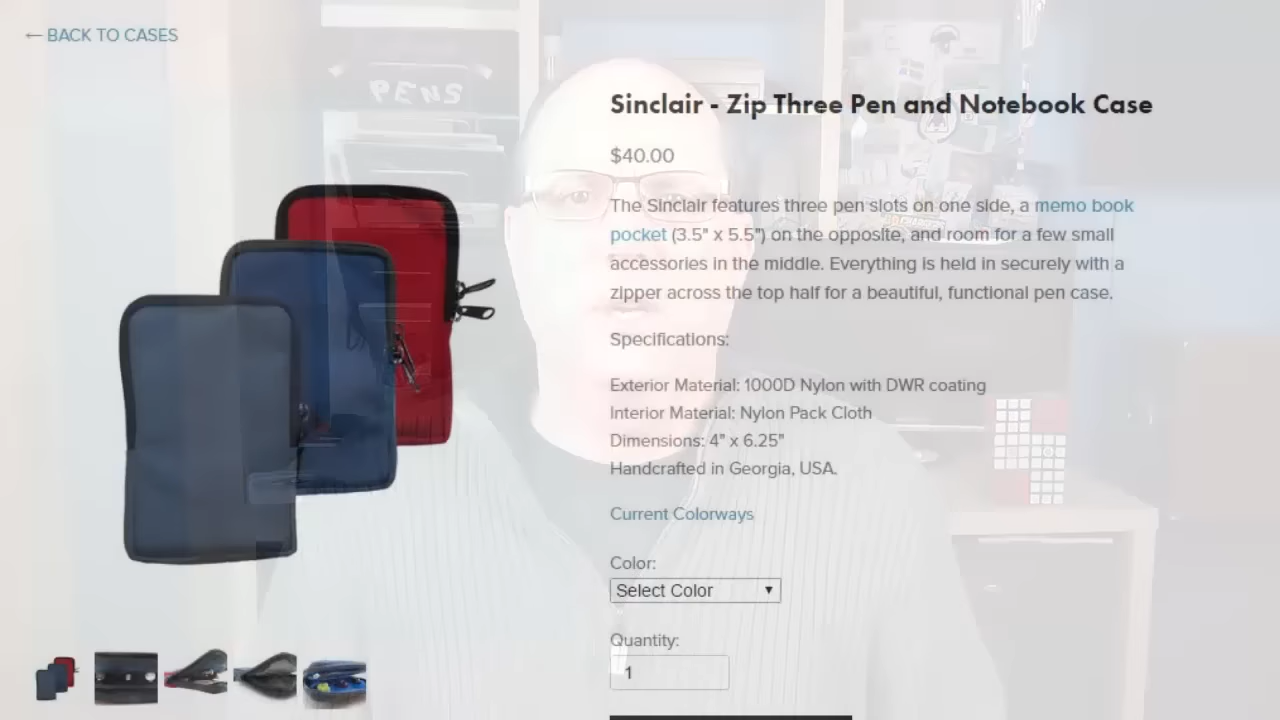 ← BACK TO CASES
PENS
Sinclair - Zip Three Pen and Notebook Case
$40.00
The Sinclair features three pen slots on one side, a memo book
pocket (3.5" x 5.5") on the opposite, and room for a few small
accessories in the middle. Everything is held in securely with a
zipper across the top half for a beautiful, functional pen case.
Specifications:
Exterior Material: 1000D Nylon with DWR coating
Interior Material: Nylon Pack Cloth
Dimensions: 4" x 6.25"
Handcrafted in Georgia, USA.
Current Colorways
Color:
Select Color
Quantity:
1